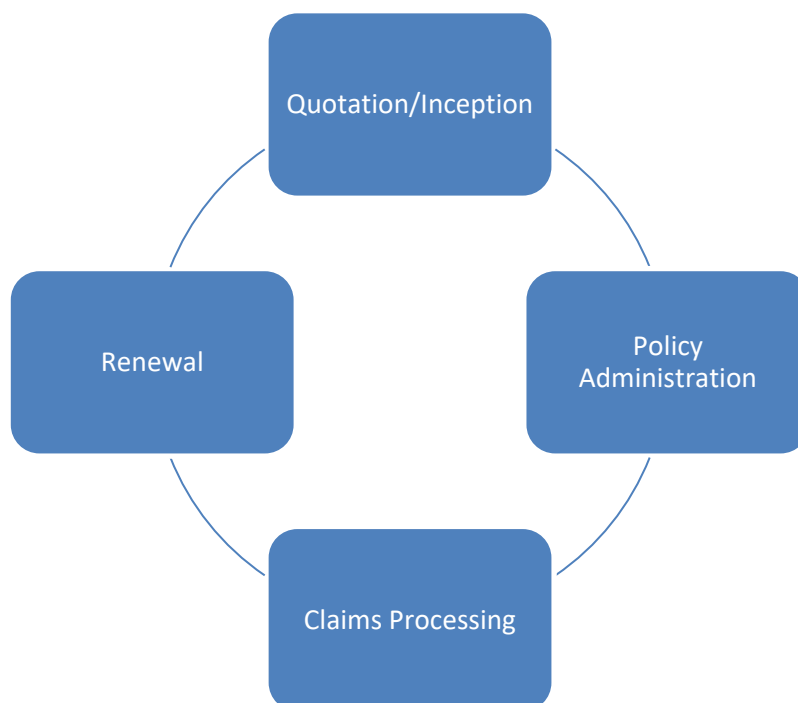 Quotation/Inception
Renewal
Policy
Administration
Claims Processing